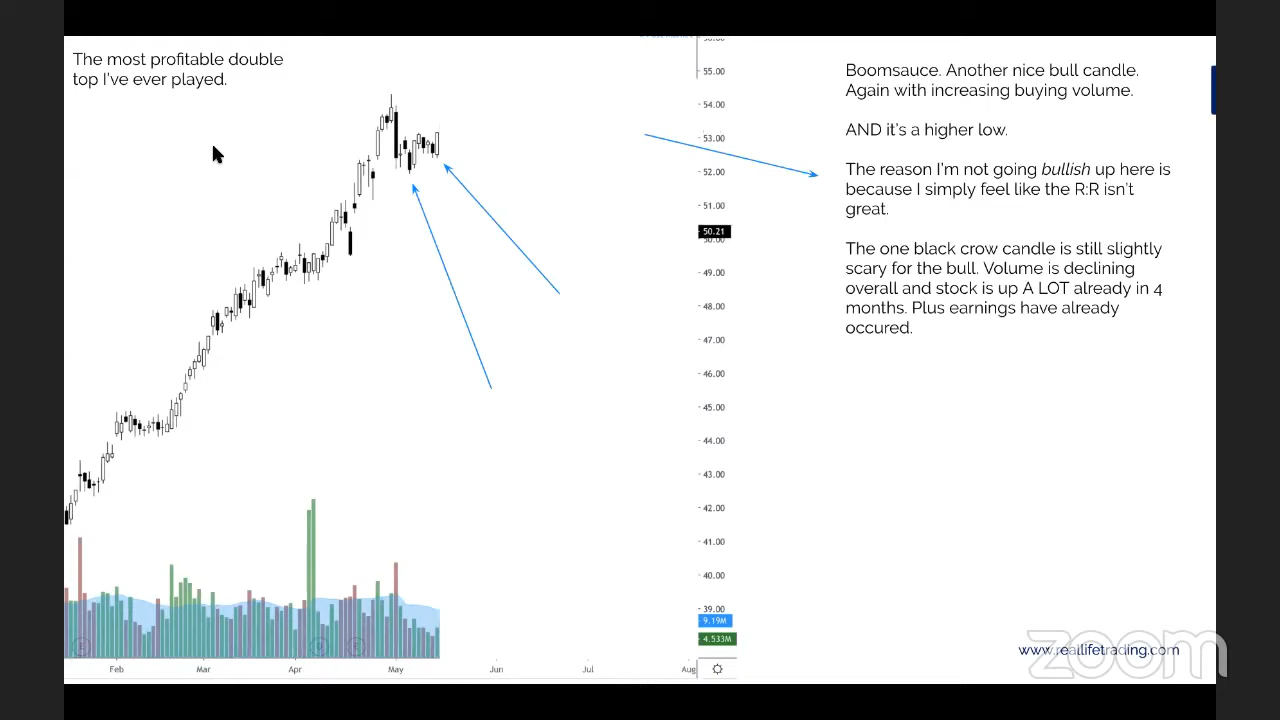 The most profitable double
top I've ever played.
55.00
54.00
53.00
52.00
51.00
50.21
50.00
49.00
48.00
47.00
46.00
45.00
44.00
43.00
42.00
41.00
40.00
39.00
9.19M
4.533M
Feb
Mar
Apr
May
Jun
Jul
Aug
Boomsauce. Another nice bull candle.
Again with increasing buying volume.
AND it's a higher low.
The reason I'm not going bullish up here is
because I simply feel like the R:R isn't
great.
The one black crow candle is still slightly
scary for the bull. Volume is declining
overall and stock is up A LOT already in 4
months. Plus earnings have already
occured.
www.reallifetrading.com
zoom